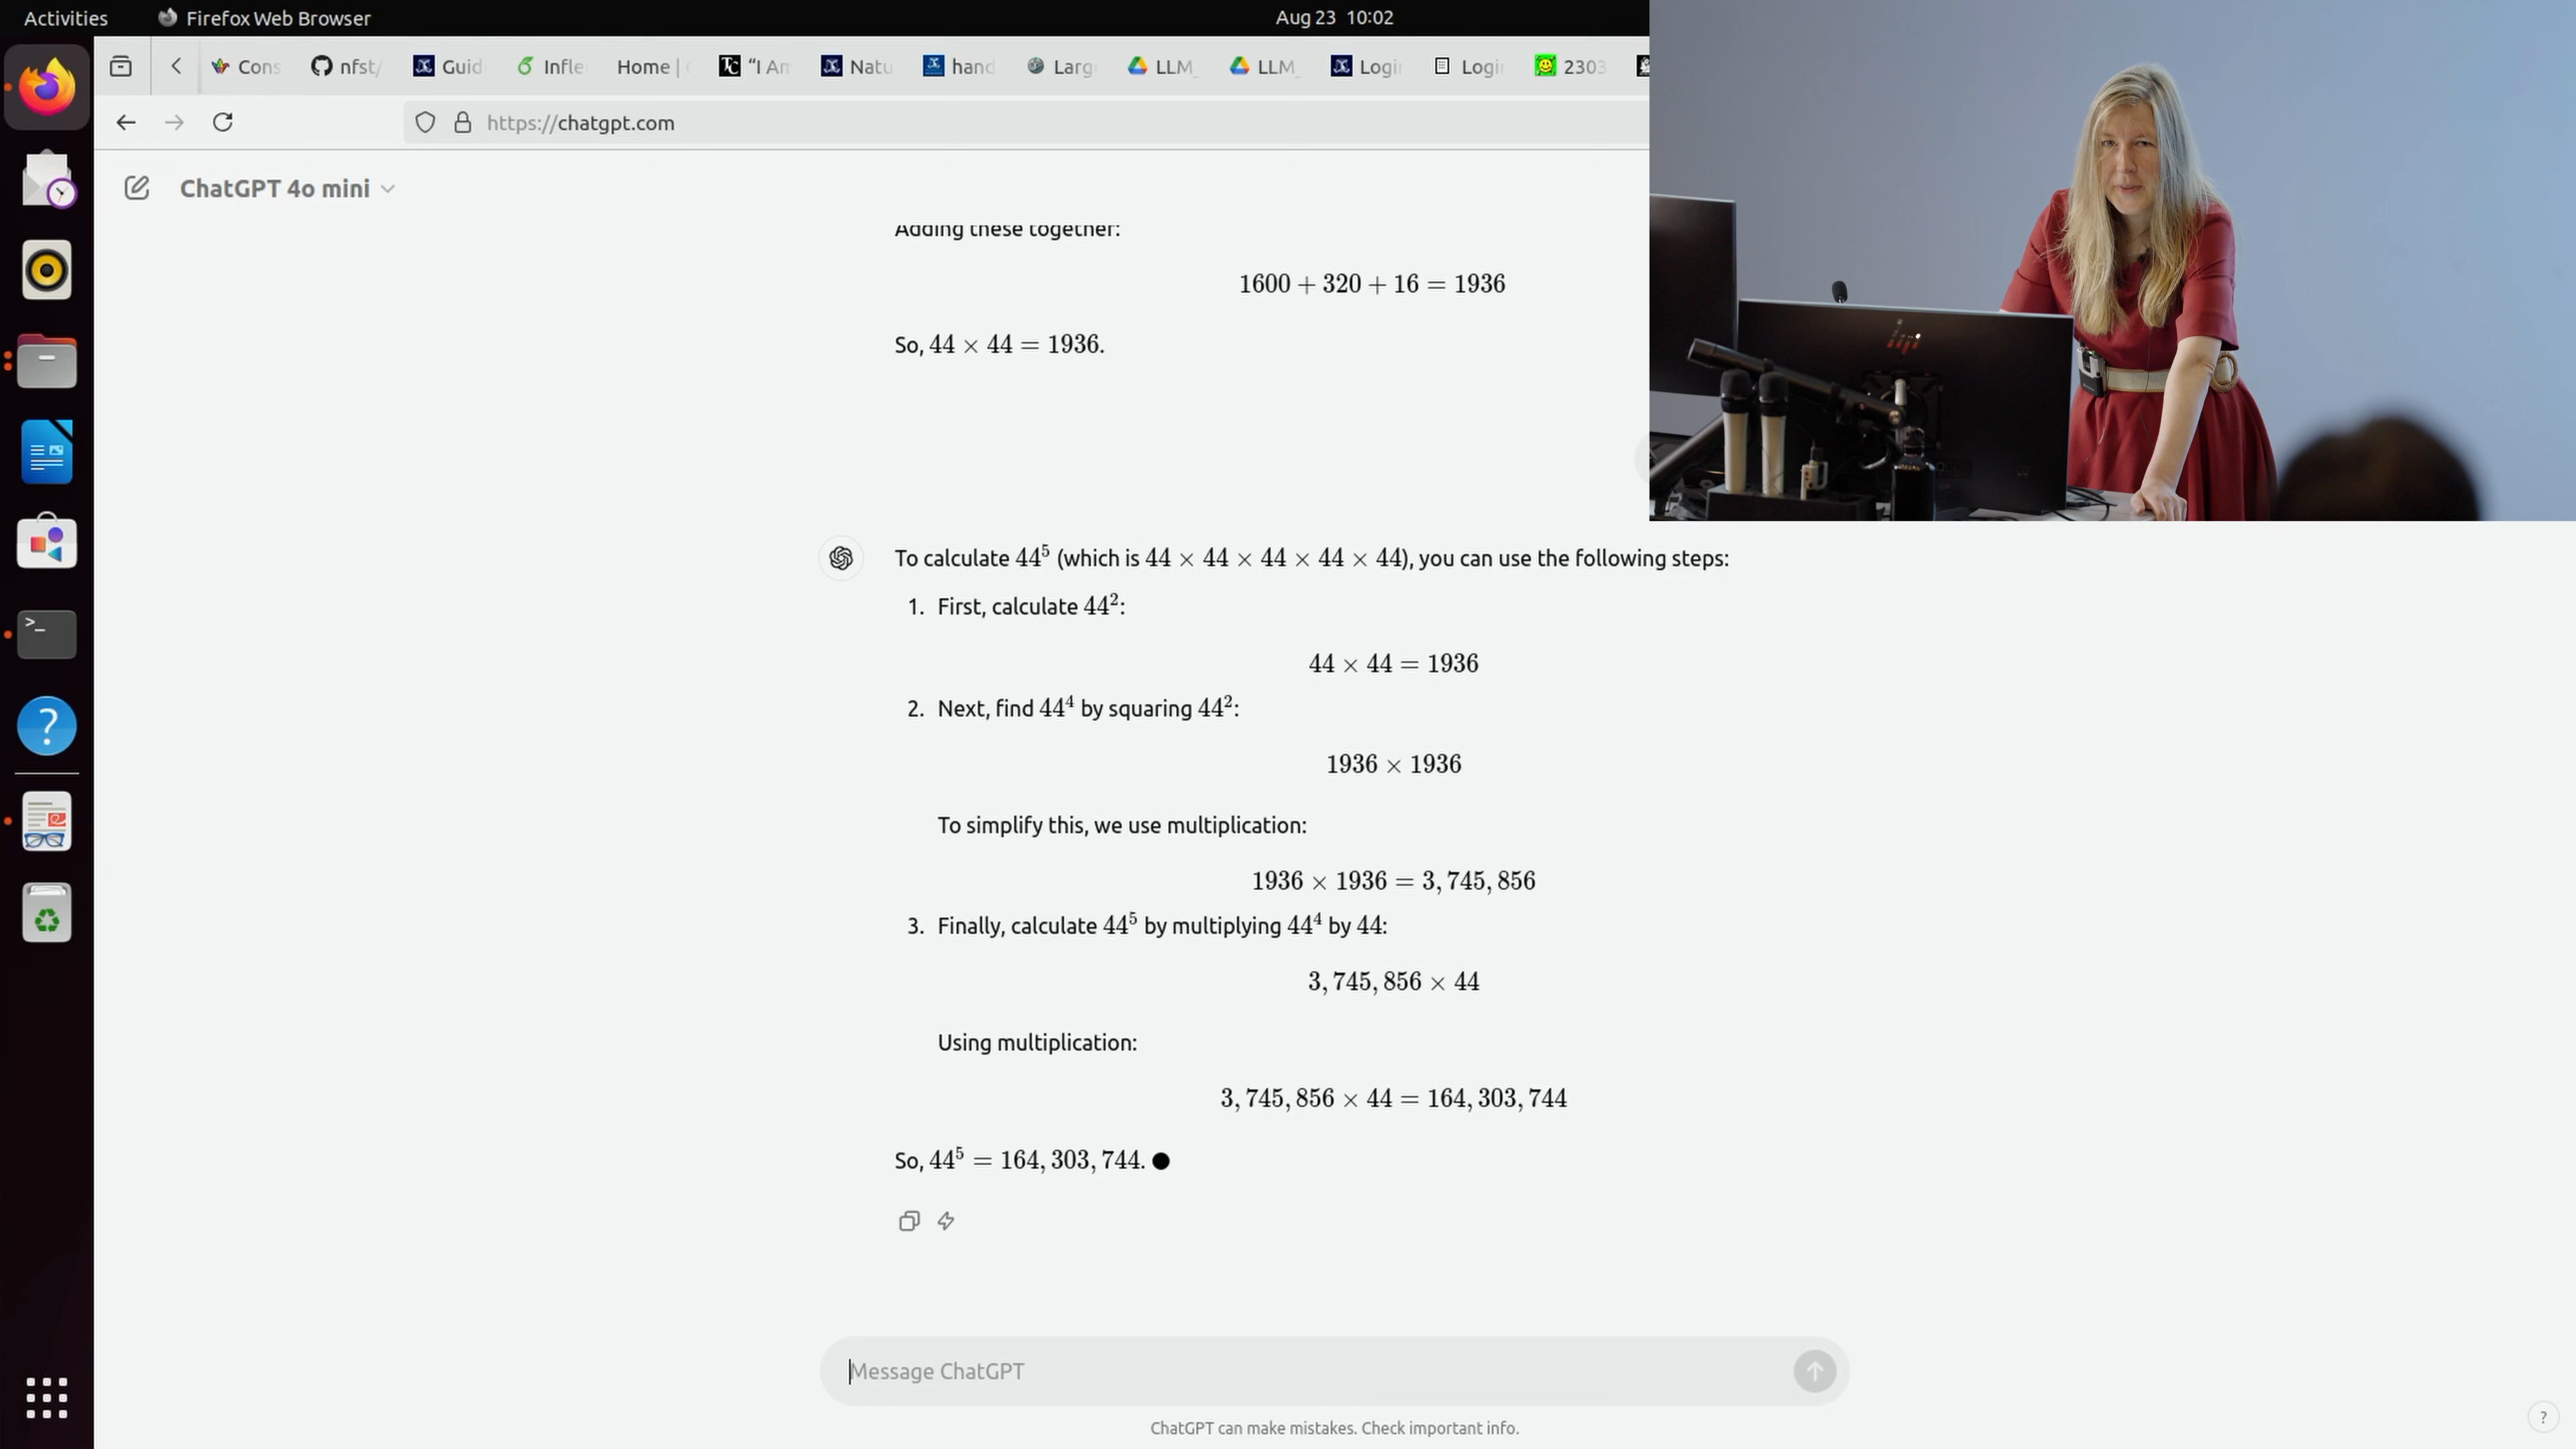 Activities Firefox Web Browser Aug 23 10:02
Cons nfst/ Guid Infle Home | TC "I Am Natu hand Larg LLM_ LLM_ Logi Logi 2303
https://chatgpt.com
ChatGPT 4o mini
Adding these together:
1600 + 320 + 16 = 1936
So, 44 × 44 = 1936.
hp
To calculate 44⁵ (which is 44 × 44 × 44 × 44 × 44), you can use the following steps:
1. First, calculate 44²:
44 × 44 = 1936
2. Next, find 44⁴ by squaring 44²:
1936 × 1936
To simplify this, we use multiplication:
1936 × 1936 = 3,745,856
3. Finally, calculate 44⁵ by multiplying 44⁴ by 44:
3,745,856 × 44
Using multiplication:
3,745,856 × 44 = 164,303,744
So, 44⁵ = 164,303,744.
Message ChatGPT
ChatGPT can make mistakes. Check important info.
?